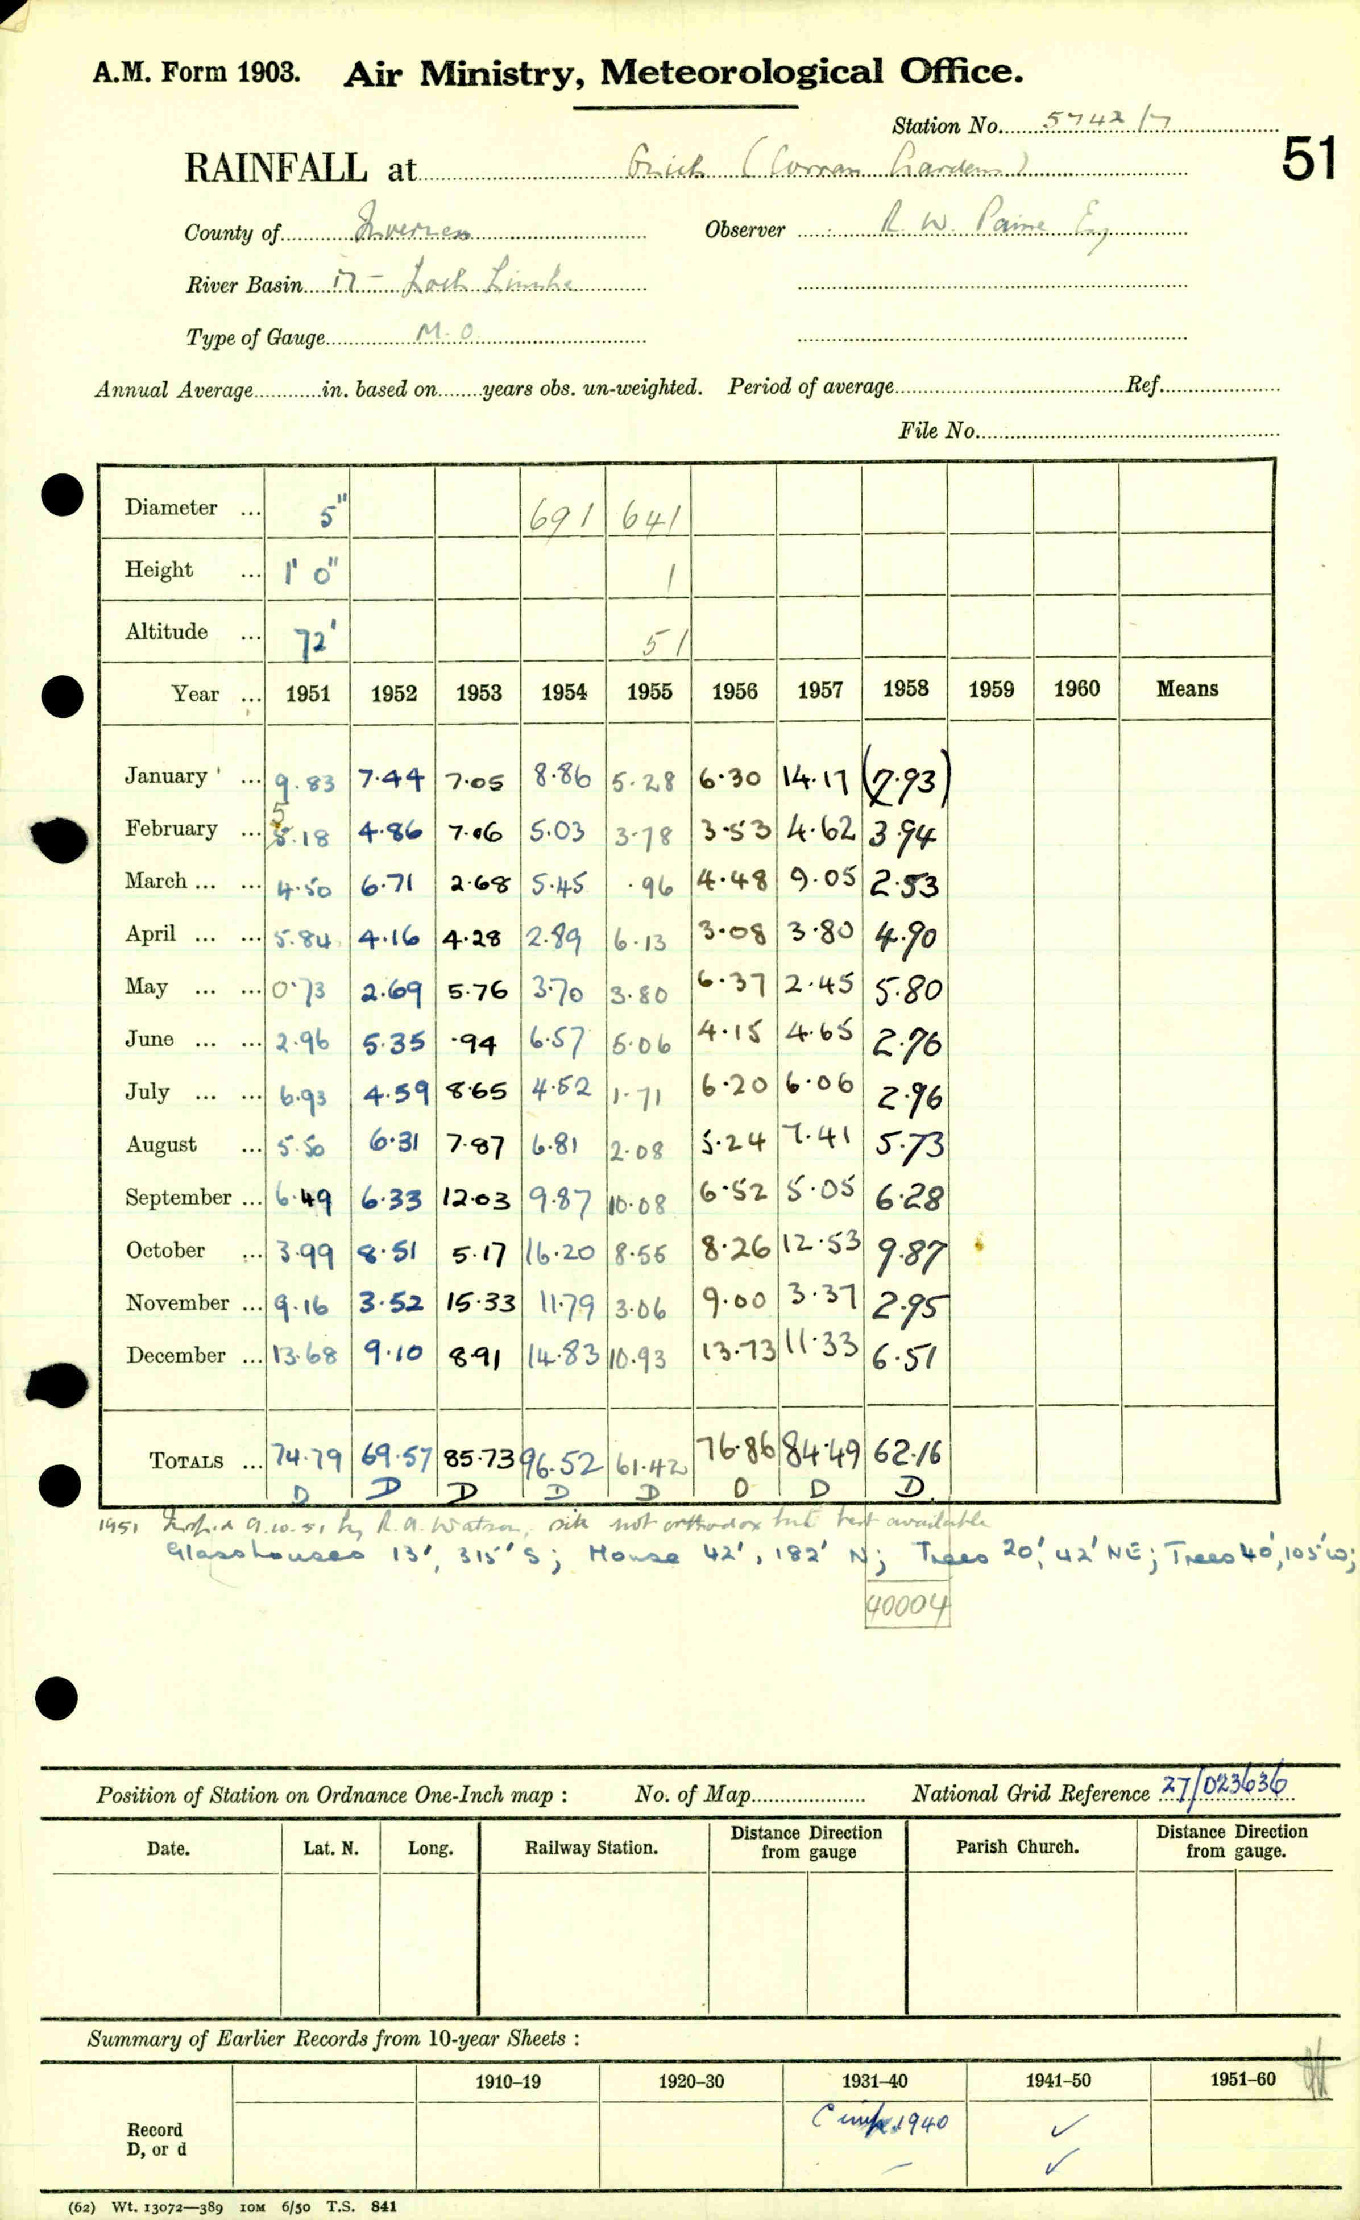 A.M. Form 1903. Air Ministry, Meteorological Office.
Station No. 5742/7
51
RAINFALL at Onich (Corran Gardens)
County of Inverness Observer R. W. Paine Esq
River Basin 17 - Loch Linnhe
Type of Gauge M.O.
Annual Average in. based on years obs. un-weighted. Period of average Ref.
File No.
Diameter ... 5" 691 641
Height ... 1' 0" 1
Altitude ... 72' 51
Year ... 1951 1952 1953 1954 1955 1956 1957 1958 1959 1960 Means
January ... 9.83 7.44 7.05 8.86 5.28 6.30 14.17 (7.93)
5
February ... 5.18 4.86 7.06 5.03 3.78 3.53 4.62 3.94
March ... ... 4.50 6.71 2.68 5.45 .96 4.48 9.05 2.53
April ... ... 5.84 4.16 4.28 2.89 6.13 3.08 3.80 4.90
May ... ... 0.73 2.69 5.76 3.70 3.80 6.37 2.45 5.80
June ... ... 2.96 5.35 .94 6.57 5.06 4.15 4.65 2.76
July ... ... 6.93 4.59 8.65 4.52 1.71 6.20 6.06 2.96
August ... 5.50 6.31 7.87 6.81 2.08 5.24 7.41 5.73
September ... 6.49 6.33 12.03 9.87 10.08 6.52 5.05 6.28
October ... 3.99 8.51 5.17 16.20 8.55 8.26 12.53 9.87
November ... 9.16 3.52 15.33 11.79 3.06 9.00 3.37 2.95
December ... 13.68 9.10 8.91 14.83 10.93 13.73 11.33 6.51
TOTALS ... 74.79 69.57 85.73 96.52 61.42 76.86 84.49 62.16
D D D D D D D D.
1951 Insp.d 9.10.51 by R.A. Watson, site not orthodox but best available
Glasshouses 13', 315' S; House 42', 182' N; Trees 20', 42' NE; Trees 40', 105' W;
40004
Position of Station on Ordnance One-Inch map : No. of Map National Grid Reference 27/023636
Date. Lat. N. Long. Railway Station. Distance Direction from gauge Parish Church. Distance Direction from gauge.
Summary of Earlier Records from 10-year Sheets :
1910–19 1920–30 1931–40 1941–50 1951–60
Record 1940 ✓
D, or d – ✓
(62) Wt. 13072—389 10M 6/50 T.S. 841